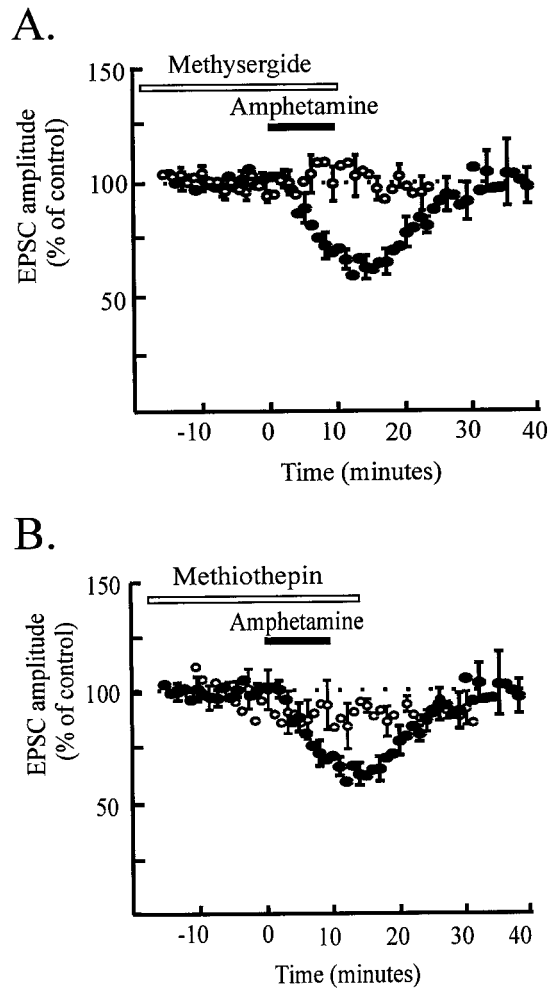 A.
150
Methysergide
Amphetamine
100
50
EPSC amplitude
(% of control)
-10 0 10 20 30 40
Time (minutes)
B.
150
Methiothepin
Amphetamine
100
50
EPSC amplitude
(% of control)
-10 0 10 20 30 40
Time (minutes)